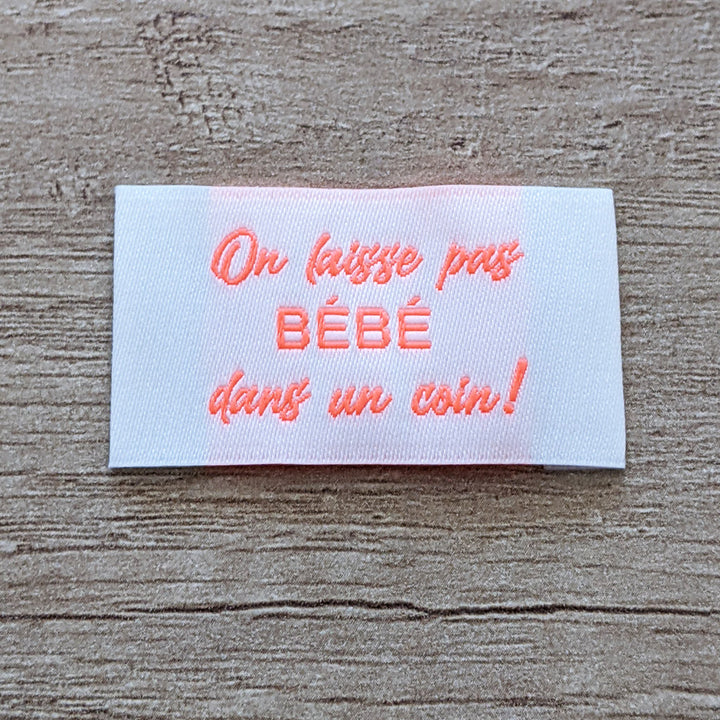 On laisse pas
BÉBÉ
dans un coin!